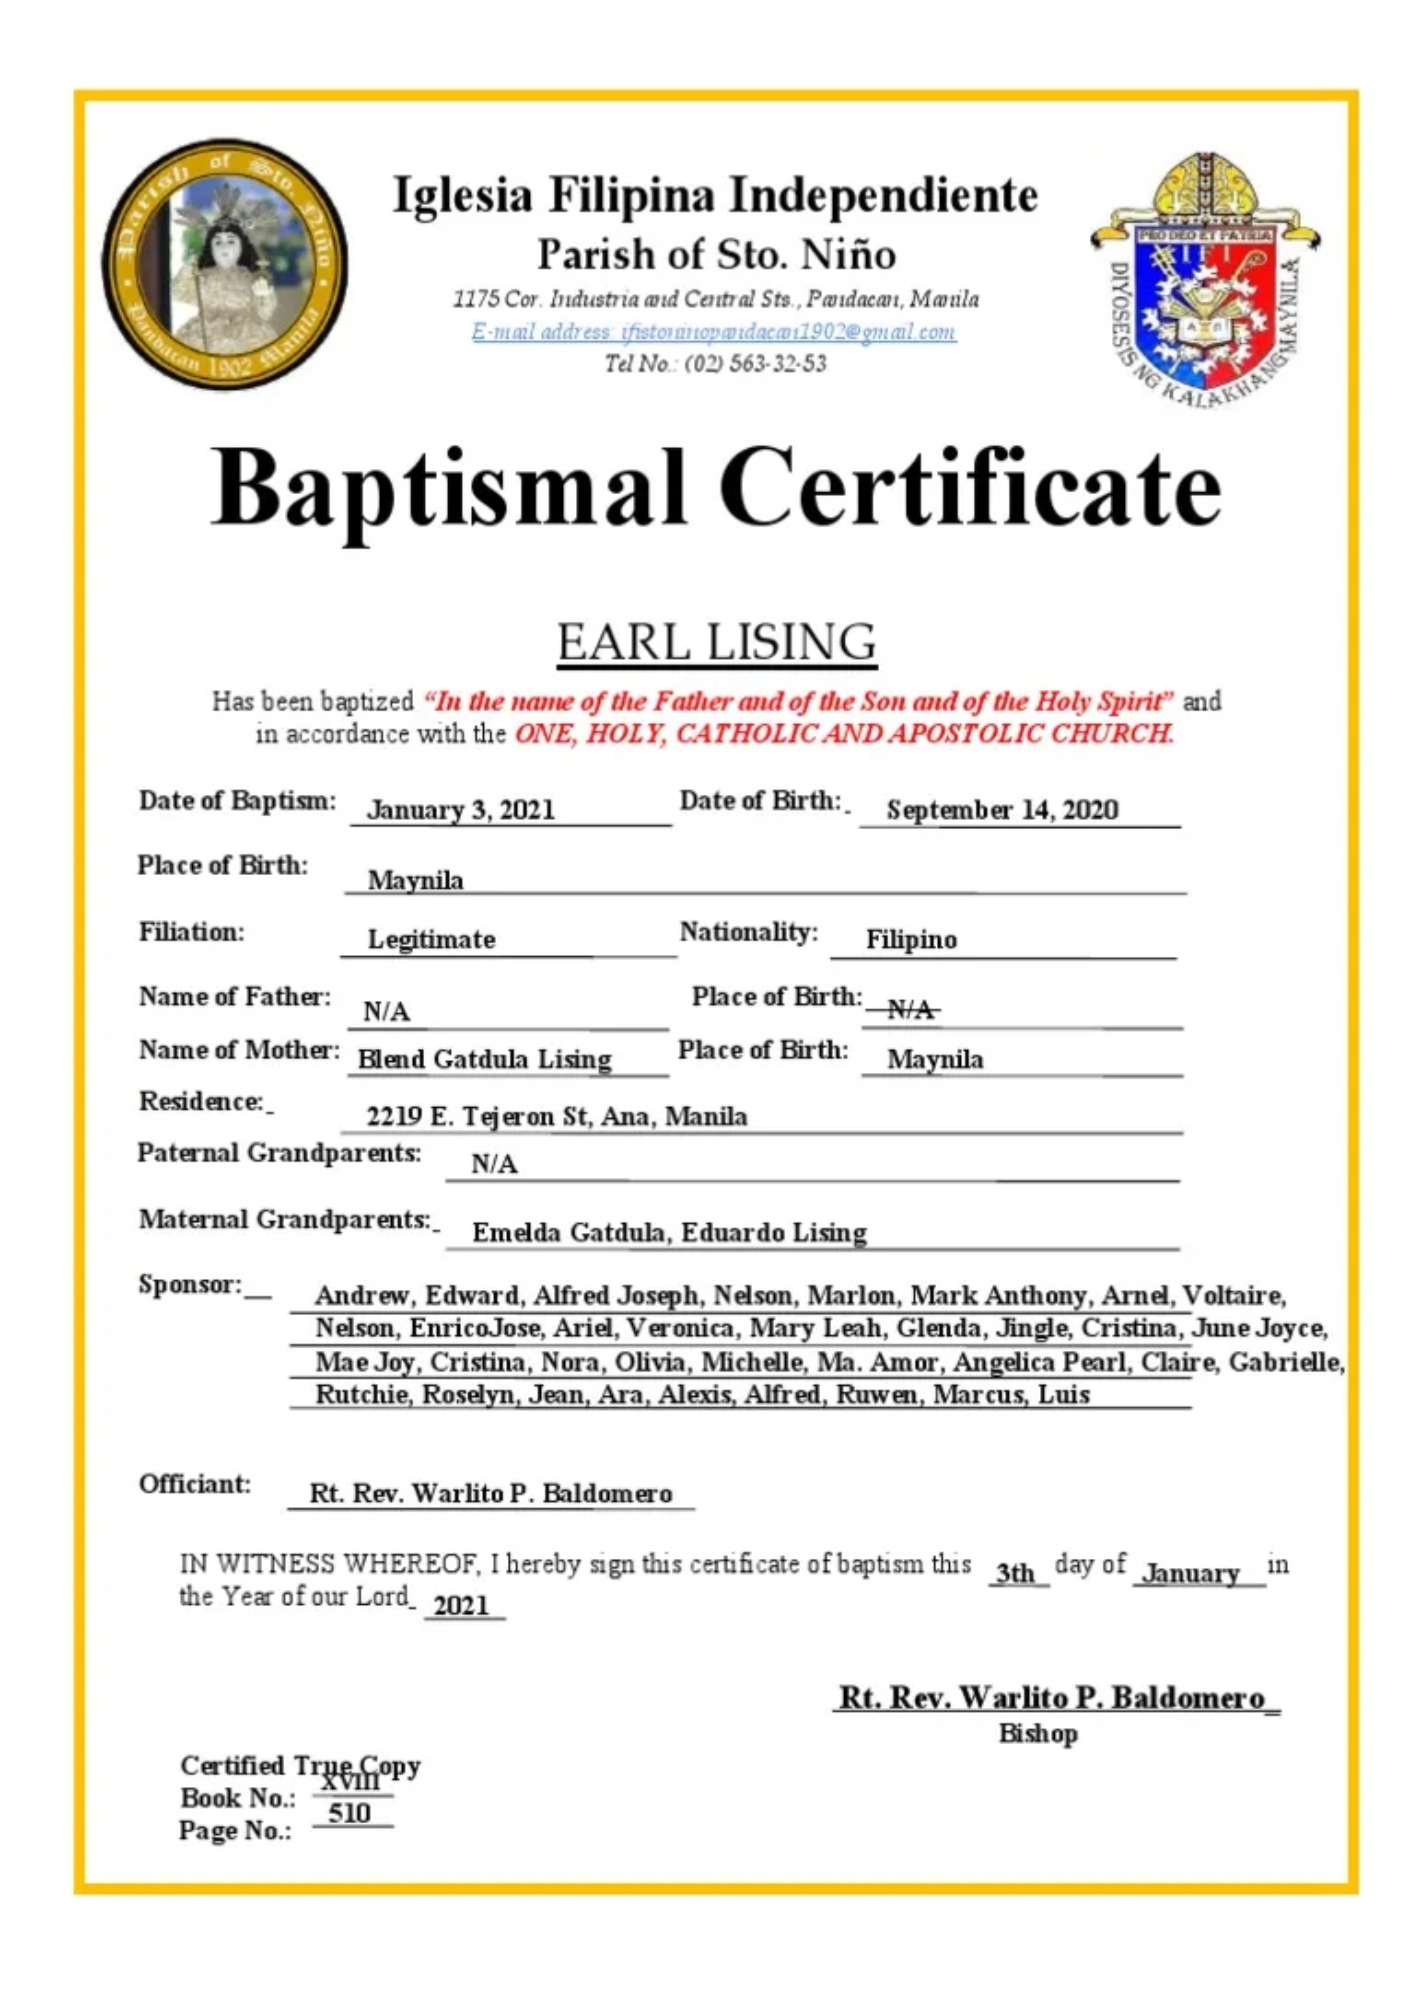 Parish of Sto. Niño
Pandacan 1902 Manila
Iglesia Filipina Independiente
Parish of Sto. Niño
1175 Cor. Industria and Central Sts., Pandacan, Manila
E-mail address: ifistoninopandacan1902@gmail.com
Tel No.: (02) 563-32-53
PRO DEO ET PATRIA
IFI
A Ω
DIYOSESIS NG KALAKHANG MAYNILA
Baptismal Certificate
EARL LISING
Has been baptized “In the name of the Father and of the Son and of the Holy Spirit” and
in accordance with the ONE, HOLY, CATHOLIC AND APOSTOLIC CHURCH.
Date of Baptism: January 3, 2021 Date of Birth: September 14, 2020
Place of Birth: Maynila
Filiation: Legitimate Nationality: Filipino
Name of Father: N/A Place of Birth: N/A
Name of Mother: Blend Gatdula Lising Place of Birth: Maynila
Residence: 2219 E. Tejeron St, Ana, Manila
Paternal Grandparents: N/A
Maternal Grandparents: Emelda Gatdula, Eduardo Lising
Sponsor: Andrew, Edward, Alfred Joseph, Nelson, Marlon, Mark Anthony, Arnel, Voltaire,
Nelson, EnricoJose, Ariel, Veronica, Mary Leah, Glenda, Jingle, Cristina, June Joyce,
Mae Joy, Cristina, Nora, Olivia, Michelle, Ma. Amor, Angelica Pearl, Claire, Gabrielle,
Rutchie, Roselyn, Jean, Ara, Alexis, Alfred, Ruwen, Marcus, Luis
Officiant: Rt. Rev. Warlito P. Baldomero
IN WITNESS WHEREOF, I hereby sign this certificate of baptism this 3th day of January in
the Year of our Lord 2021
Rt. Rev. Warlito P. Baldomero
Bishop
Certified True Copy
Book No.: XVIII
Page No.: 510